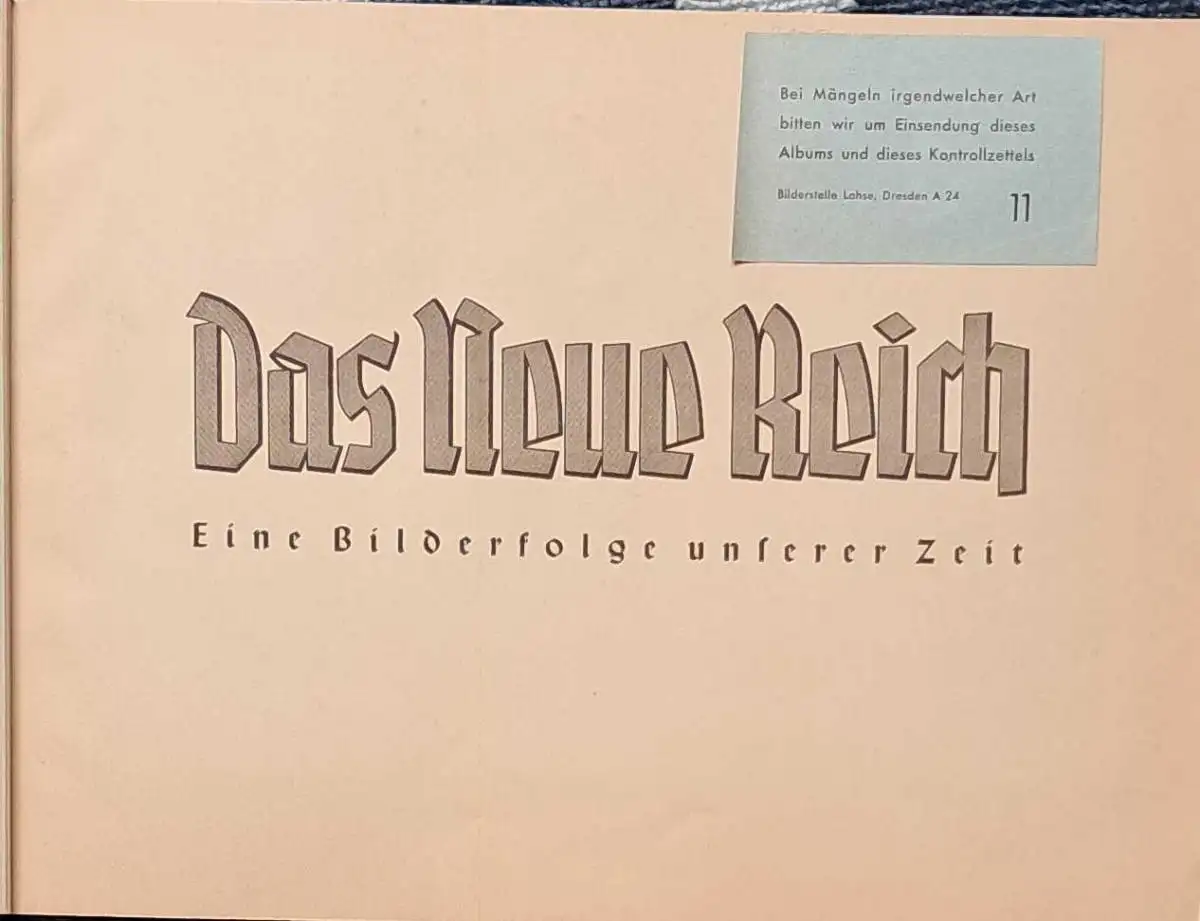 Bei Mängeln irgendwelcher Art
bitten wir um Einsendung dieses
Albums und dieses Kontrollzettels
Bilderstelle Lohse, Dresden A 24
11
Das Neue Reich
Eine Bilderfolge unſerer Zeit